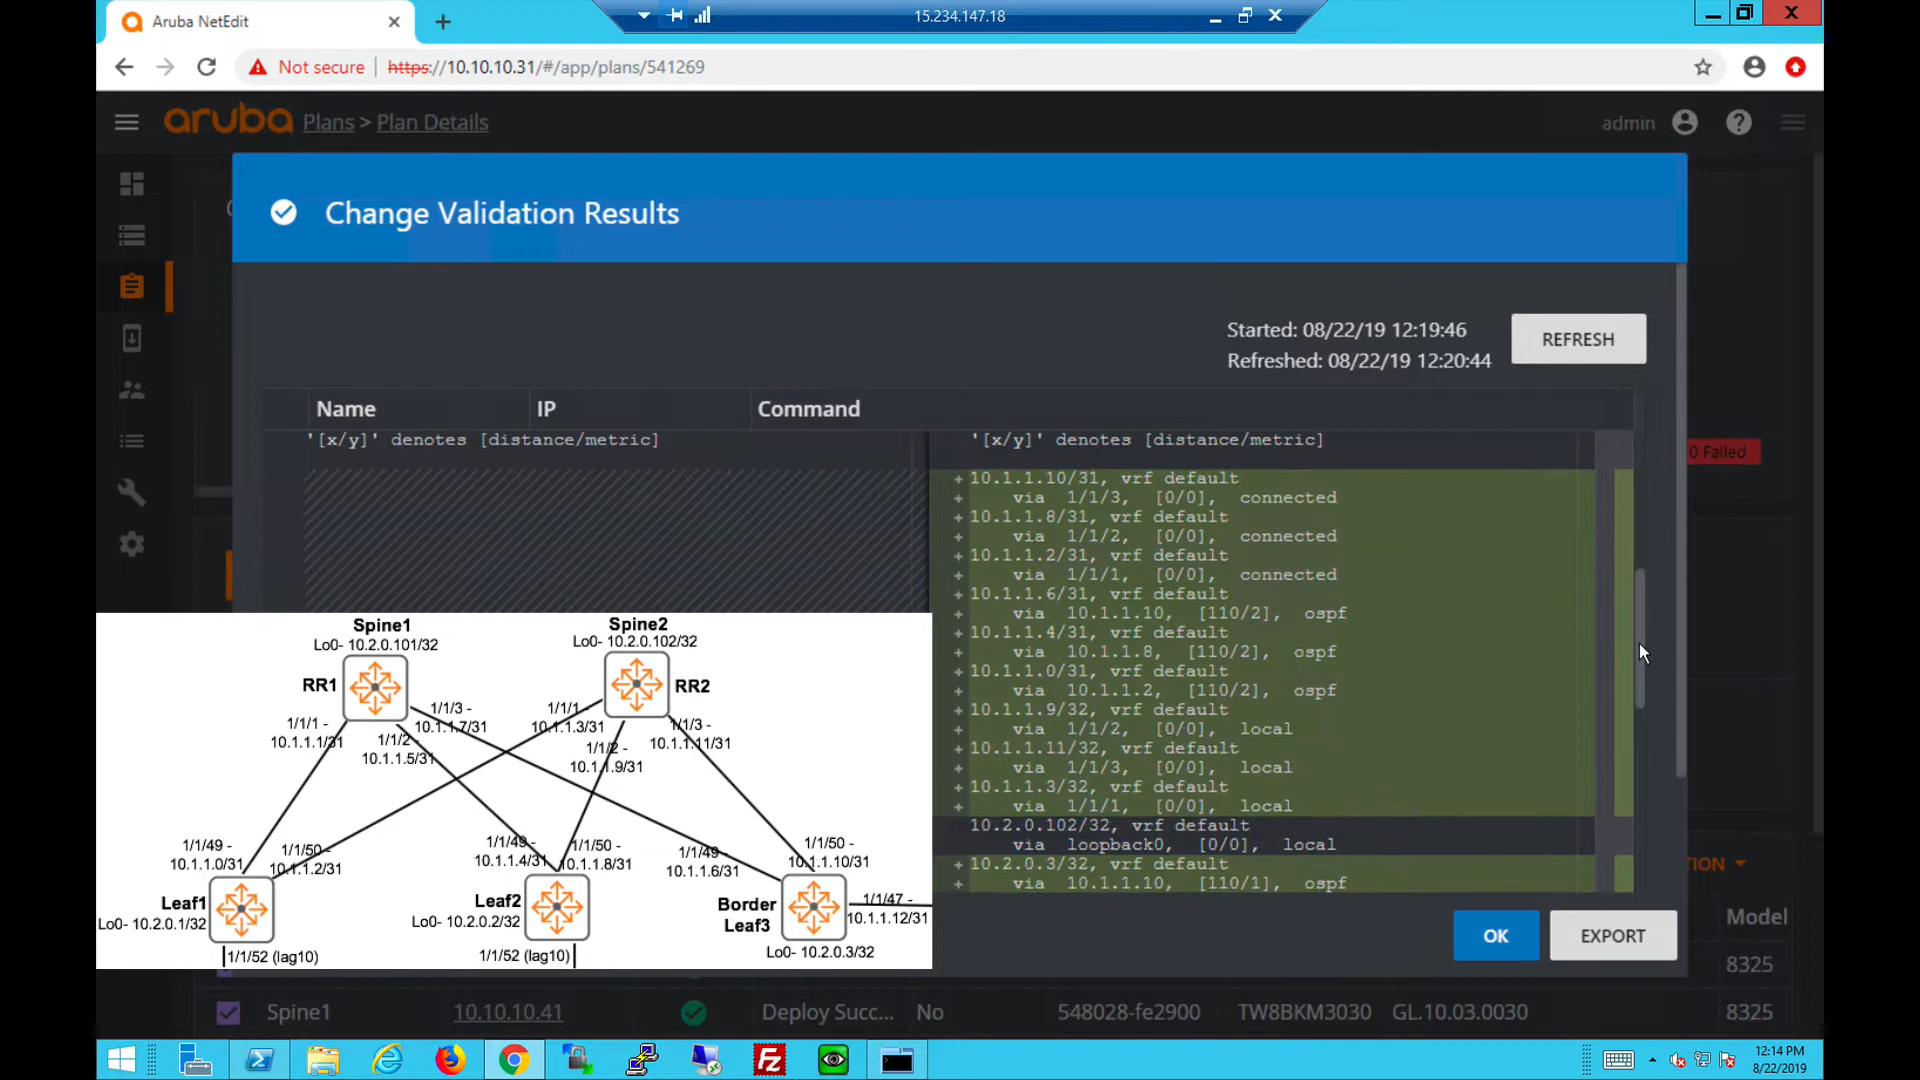 Aruba NetEdit
15.234.147.18
Not secure | https://10.10.10.31/#/app/plans/541269
aruba Plans > Plan Details
admin
Change Validation Results
Started: 08/22/19 12:19:46
Refreshed: 08/22/19 12:20:44
REFRESH
Name IP Command
'[x/y]' denotes [distance/metric]
'[x/y]' denotes [distance/metric]
+ 10.1.1.10/31, vrf default
+ via 1/1/3, [0/0], connected
+ 10.1.1.8/31, vrf default
+ via 1/1/2, [0/0], connected
+ 10.1.1.2/31, vrf default
+ via 1/1/1, [0/0], connected
+ 10.1.1.6/31, vrf default
+ via 10.1.1.10, [110/2], ospf
+ 10.1.1.4/31, vrf default
+ via 10.1.1.8, [110/2], ospf
+ 10.1.1.0/31, vrf default
+ via 10.1.1.2, [110/2], ospf
+ 10.1.1.9/32, vrf default
+ via 1/1/2, [0/0], local
+ 10.1.1.11/32, vrf default
+ via 1/1/3, [0/0], local
+ 10.1.1.3/32, vrf default
+ via 1/1/1, [0/0], local
10.2.0.102/32, vrf default
via loopback0, [0/0], local
+ 10.2.0.3/32, vrf default
+ via 10.1.1.10, [110/1], ospf
0 Failed
OK
EXPORT
Spine1
Lo0- 10.2.0.101/32
RR1
Spine2
Lo0- 10.2.0.102/32
RR2
1/1/1 -
10.1.1.1/31
1/1/2 -
10.1.1.5/31
1/1/3 -
10.1.1.7/31
1/1/1 -
10.1.1.3/31
1/1/2 -
10.1.1.9/31
1/1/3 -
10.1.1.11/31
1/1/49 -
10.1.1.0/31
1/1/50 -
10.1.1.2/31
1/1/49 -
10.1.1.4/31
1/1/50 -
10.1.1.8/31
1/1/49 -
10.1.1.6/31
1/1/50 -
10.1.1.10/31
Leaf1
Lo0- 10.2.0.1/32
Leaf2
Lo0- 10.2.0.2/32
Border
Leaf3
1/1/47 -
10.1.1.12/31
Lo0- 10.2.0.3/32
1/1/52 (lag10)
1/1/52 (lag10)
TION
Model
8325
Spine1 10.10.10.41 Deploy Succ... No 548028-fe2900 TW8BKM3030 GL.10.03.0030 8325
12:14 PM
8/22/2019